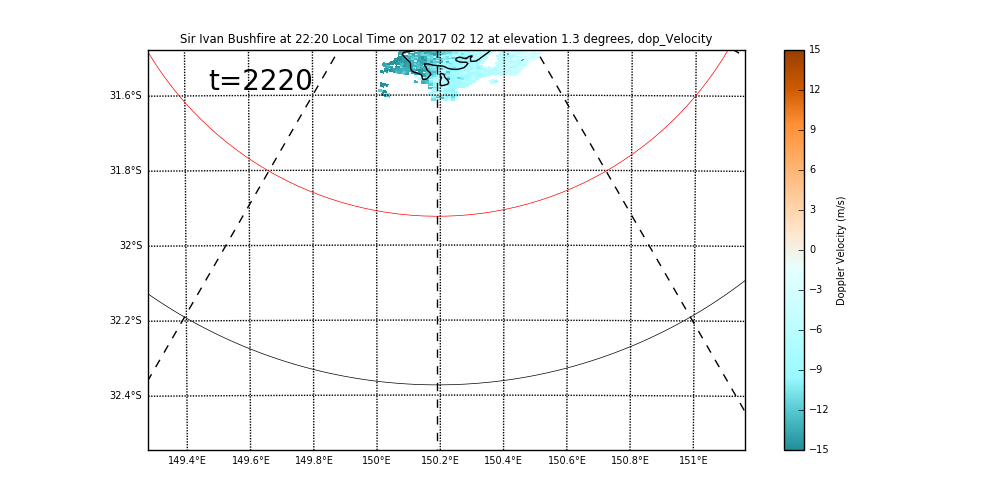 Sir Ivan Bushfire at 22:20 Local Time on 2017 02 12 at elevation 1.3 degrees, dop_Velocity
t=2220
31.6°S
31.8°S
32°S
32.2°S
32.4°S
149.4°E 149.6°E 149.8°E 150°E 150.2°E 150.4°E 150.6°E 150.8°E 151°E
15
12
9
6
3
0
−3
−6
−9
−12
−15
Doppler Velocity (m/s)